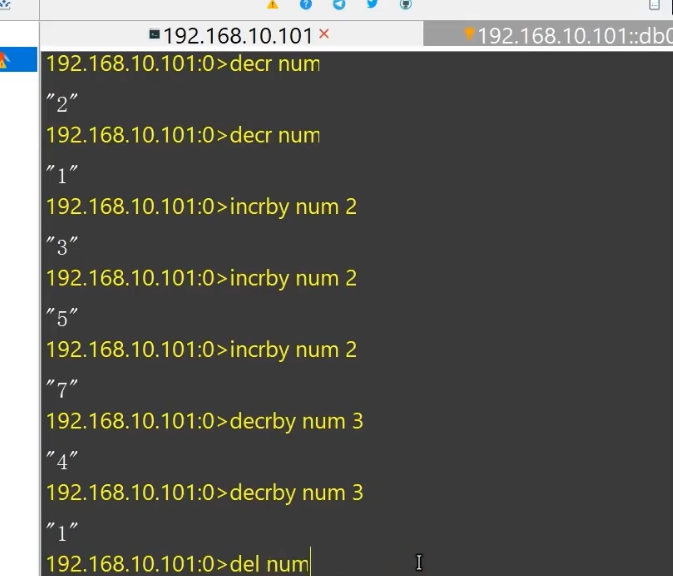 192.168.10.101 × 192.168.10.101::db0
192.168.10.101:0>decr num
"2"
192.168.10.101:0>decr num
"1"
192.168.10.101:0>incrby num 2
"3"
192.168.10.101:0>incrby num 2
"5"
192.168.10.101:0>incrby num 2
"7"
192.168.10.101:0>decrby num 3
"4"
192.168.10.101:0>decrby num 3
"1"
192.168.10.101:0>del num